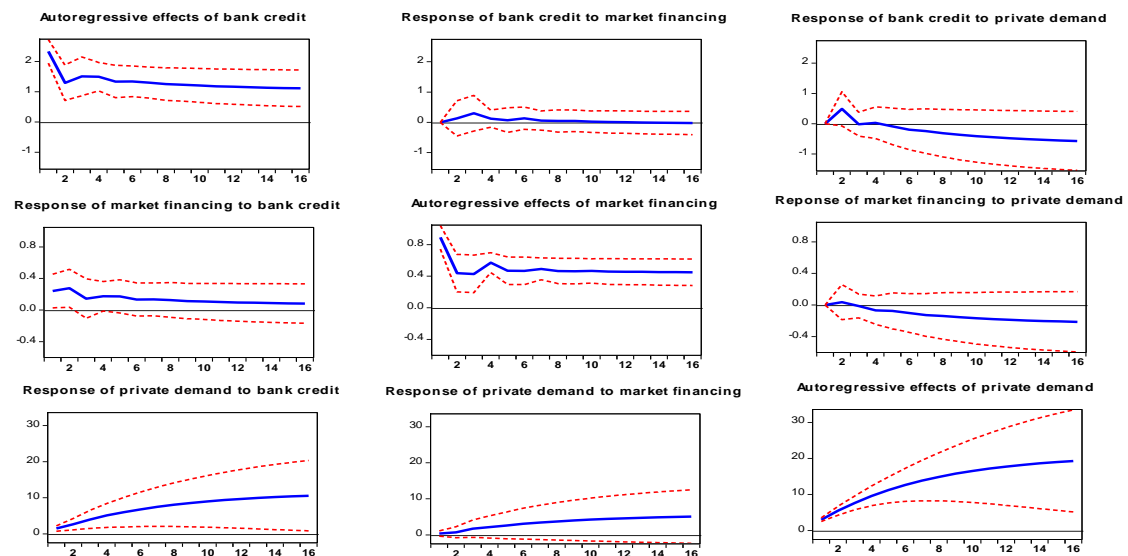 Autoregressive effects of bank credit
2
1
0
-1
2 4 6 8 10 12 14 16
Response of bank credit to market financing
2
1
0
-1
2 4 6 8 10 12 14 16
Response of bank credit to private demand
2
1
0
-1
2 4 6 8 10 12 14 16
Response of market financing to bank credit
0.8
0.4
0.0
-0.4
2 4 6 8 10 12 14 16
Autoregressive effects of market financing
0.8
0.4
0.0
-0.4
2 4 6 8 10 12 14 16
Reponse of market financing to private demand
0.8
0.4
0.0
-0.4
2 4 6 8 10 12 14 16
Response of private demand to bank credit
30
20
10
0
2 4 6 8 10 12 14 16
Response of private demand to market financing
30
20
10
0
2 4 6 8 10 12 14 16
Autoregressive effects of private demand
30
20
10
0
2 4 6 8 10 12 14 16